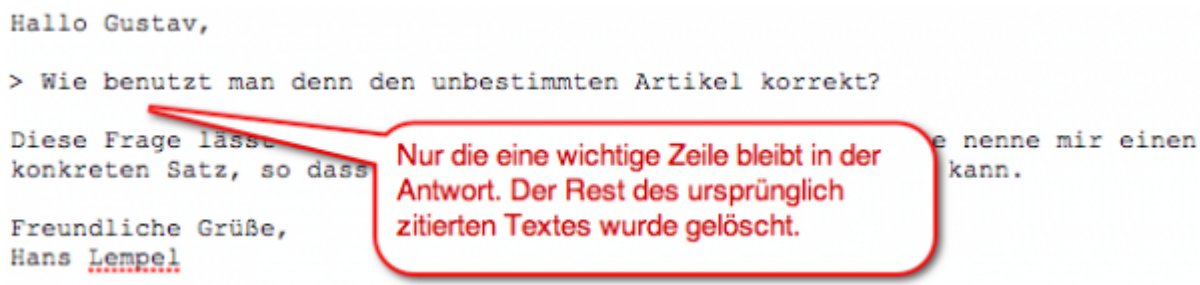 Hallo Gustav,
> Wie benutzt man denn den unbestimmten Artikel korrekt?
Diese Frage lässt e nenne mir einen
konkreten Satz, so dass kann.
Nur die eine wichtige Zeile bleibt in der
Antwort. Der Rest des ursprünglich
zitierten Textes wurde gelöscht.
Freundliche Grüße,
Hans Lempel